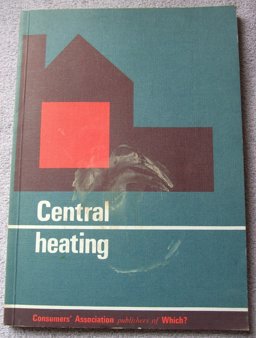 Central
heating
Consumers' Association publishers of Which?